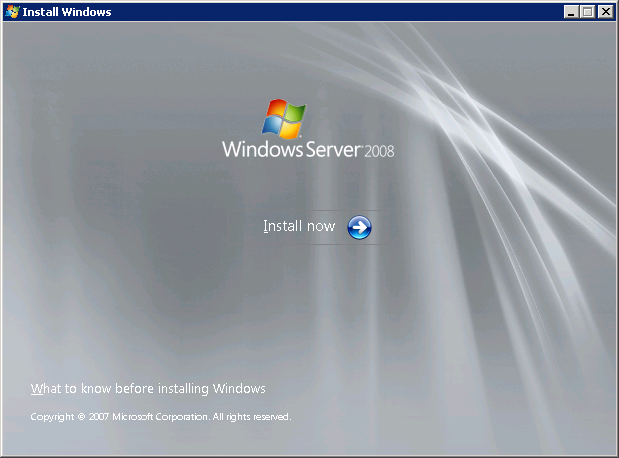 Install Windows
Windows Server 2008
Install now
What to know before installing Windows
Copyright © 2007 Microsoft Corporation. All rights reserved.